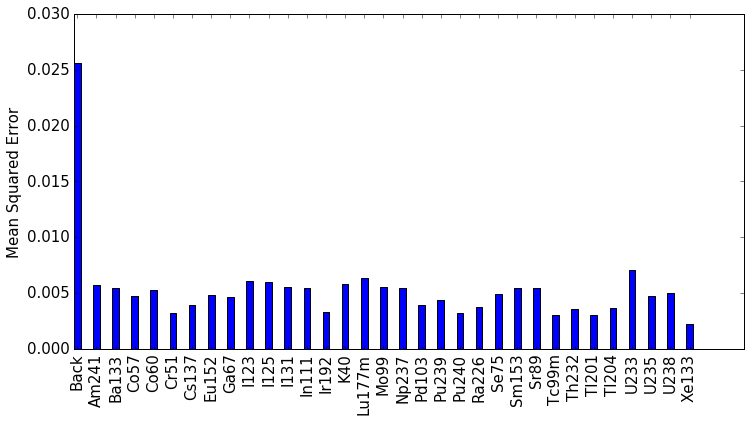 0.030
0.025
0.020
0.015
0.010
0.005
0.000
Mean Squared Error
Back
Am241
Ba133
Co57
Co60
Cr51
Cs137
Eu152
Ga67
I123
I125
I131
In111
Ir192
K40
Lu177m
Mo99
Np237
Pd103
Pu239
Pu240
Ra226
Se75
Sm153
Sr89
Tc99m
Th232
Tl201
Tl204
U233
U235
U238
Xe133